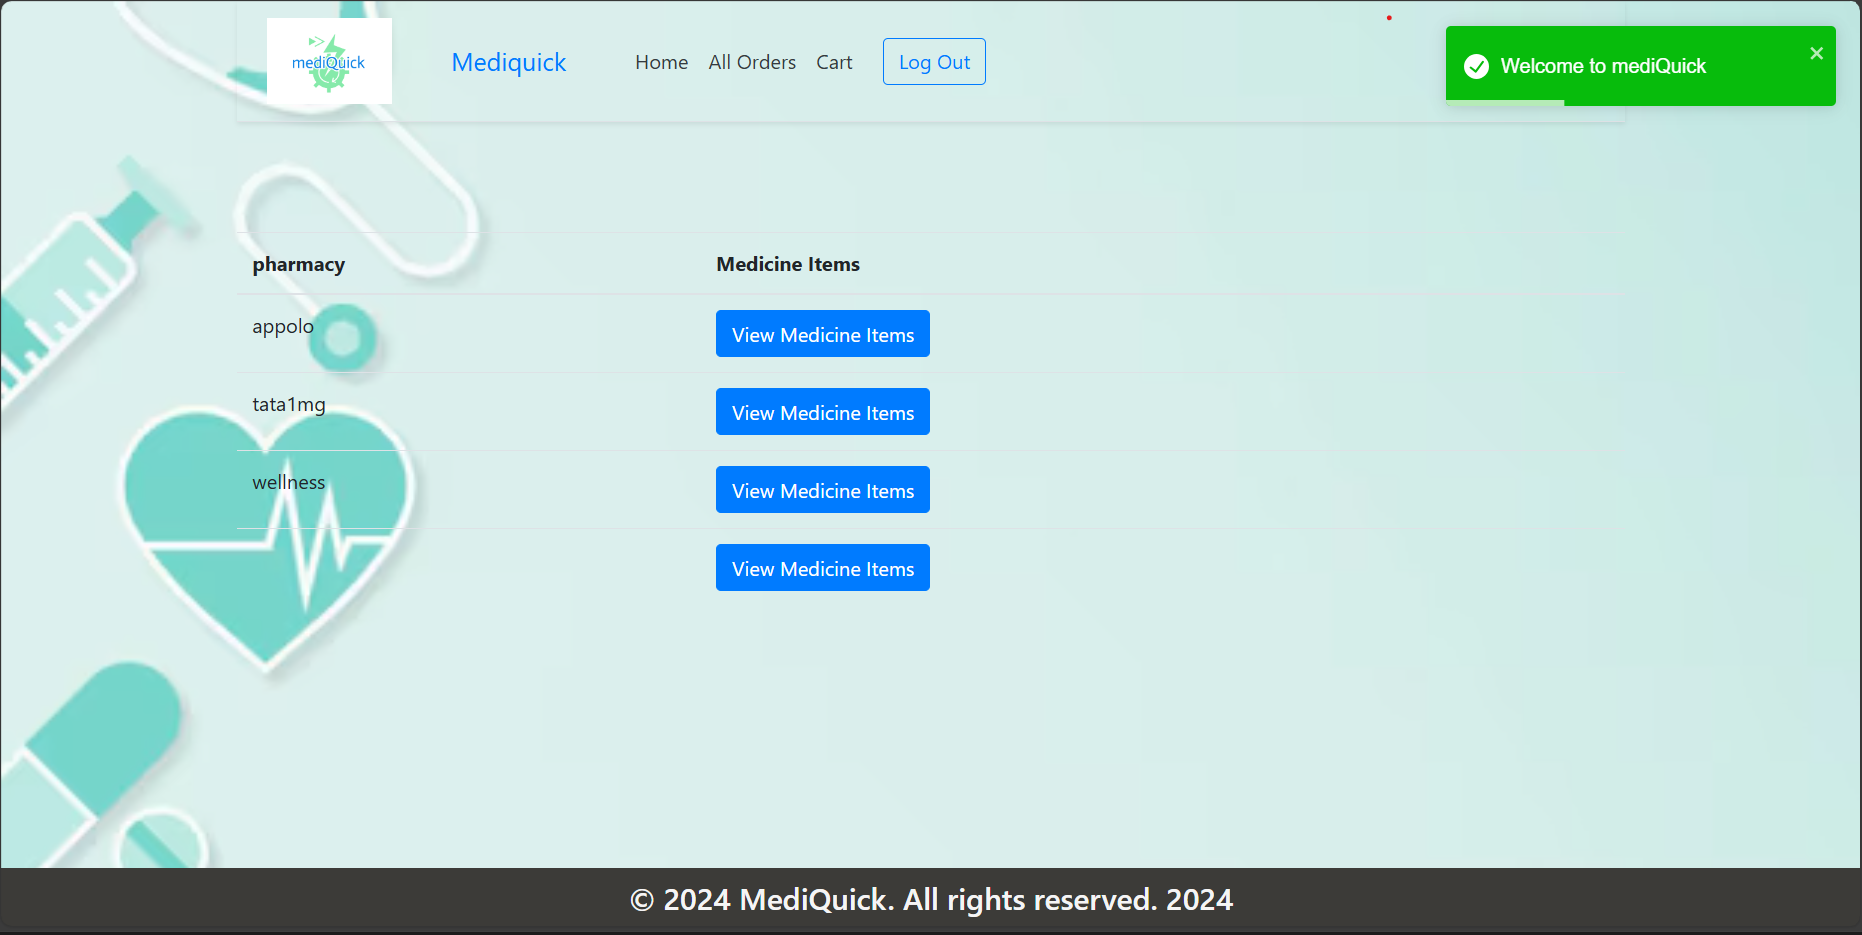 mediQuick
Mediquick
Home
All Orders
Cart
Log Out
Welcome to mediQuick
pharmacy
Medicine Items
appolo
View Medicine Items
tata1mg
View Medicine Items
wellness
View Medicine Items
View Medicine Items
© 2024 MediQuick. All rights reserved. 2024